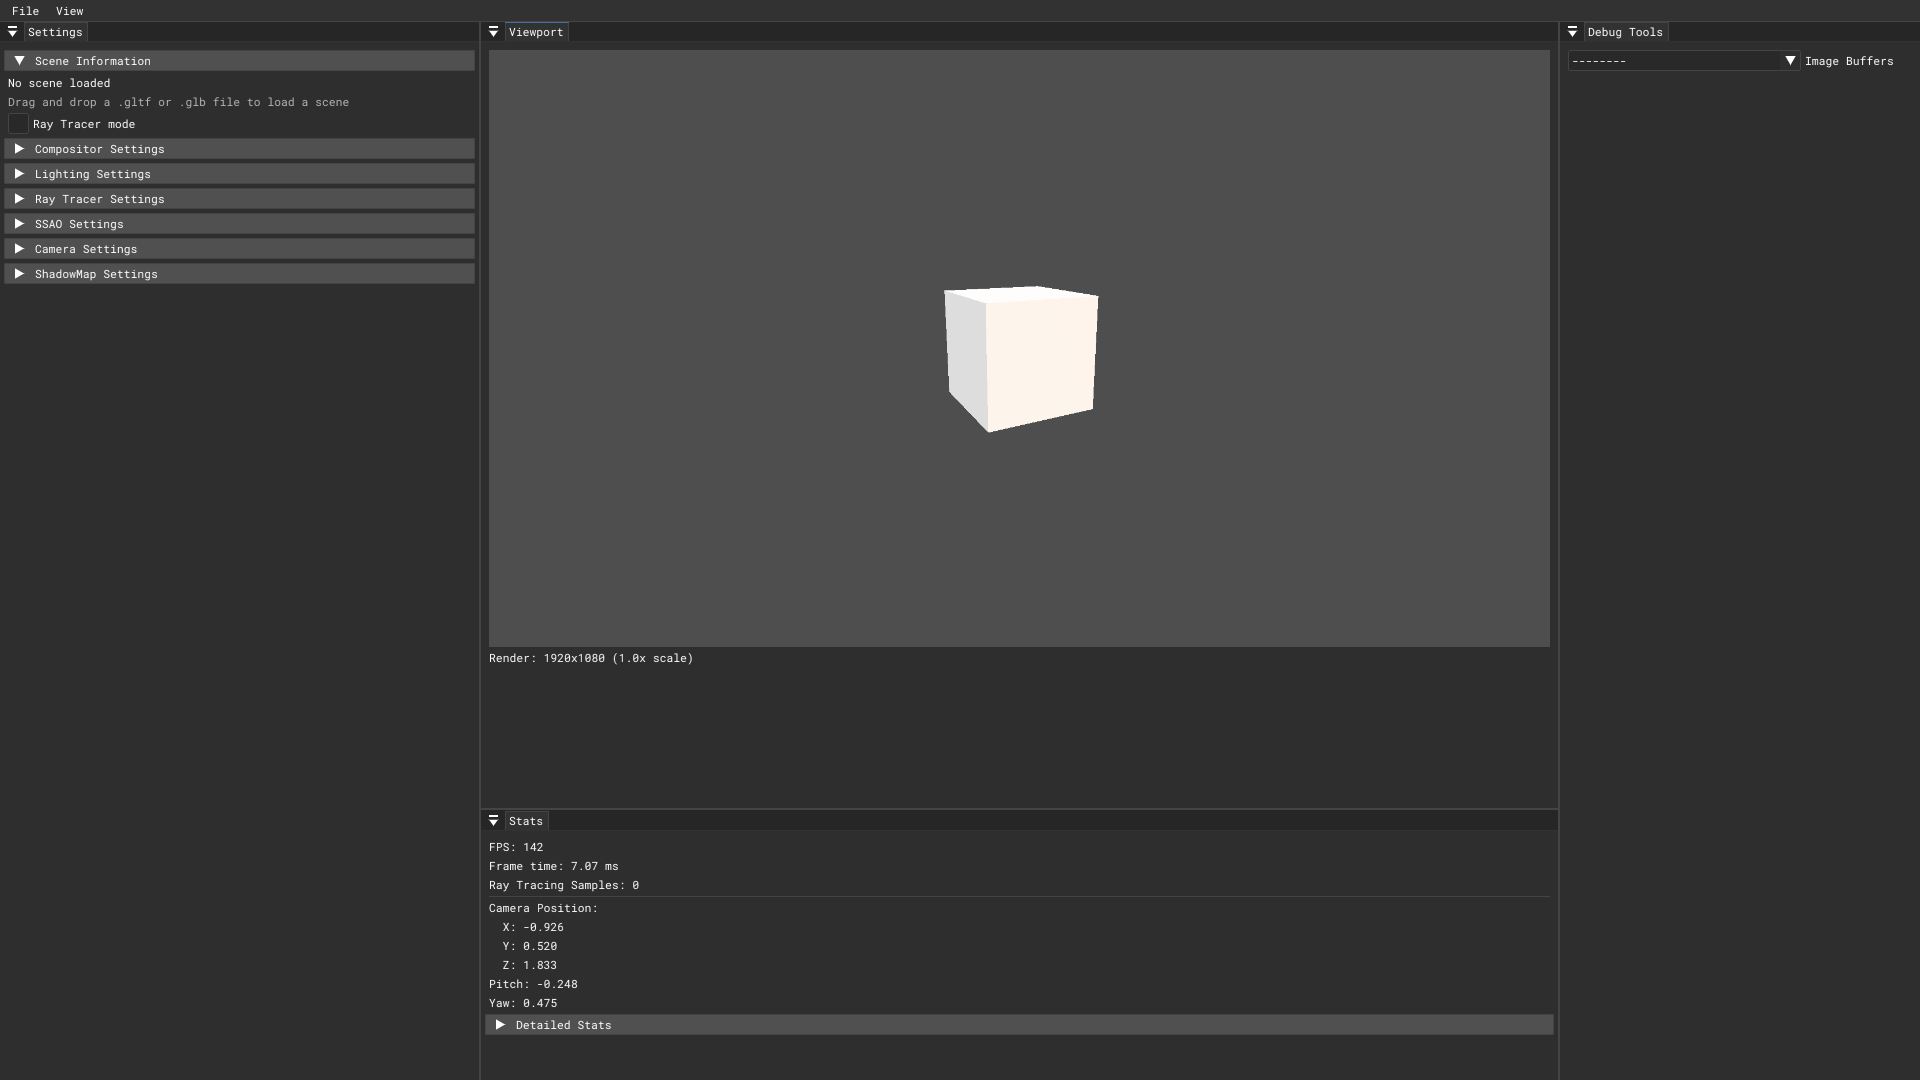 File View
Settings
Scene Information
No scene loaded
Drag and drop a .gltf or .glb file to load a scene
Ray Tracer mode
Compositor Settings
Lighting Settings
Ray Tracer Settings
SSAO Settings
Camera Settings
ShadowMap Settings
Viewport
Render: 1920x1080 (1.0x scale)
Stats
FPS: 142
Frame time: 7.07 ms
Ray Tracing Samples: 0
Camera Position:
X: -0.926
Y: 0.520
Z: 1.833
Pitch: -0.248
Yaw: 0.475
Detailed Stats
Debug Tools
-------- Image Buffers